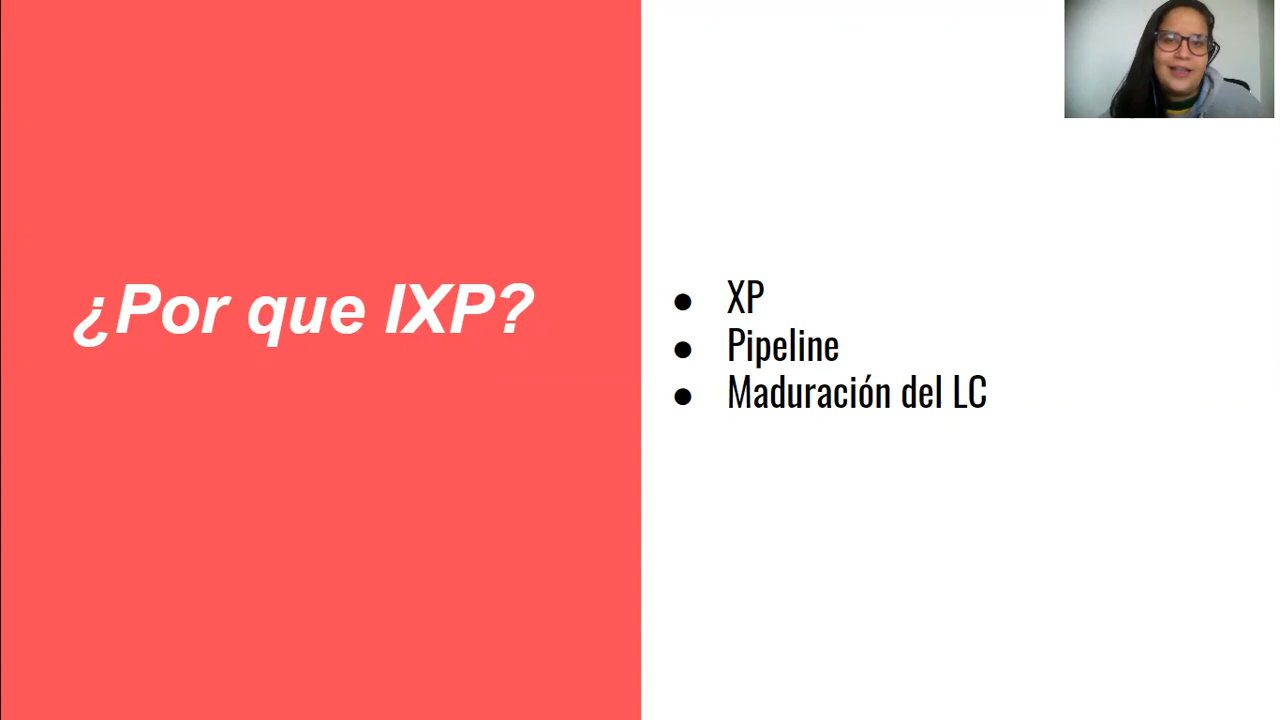 ¿Por que IXP?
● XP
● Pipeline
● Maduración del LC